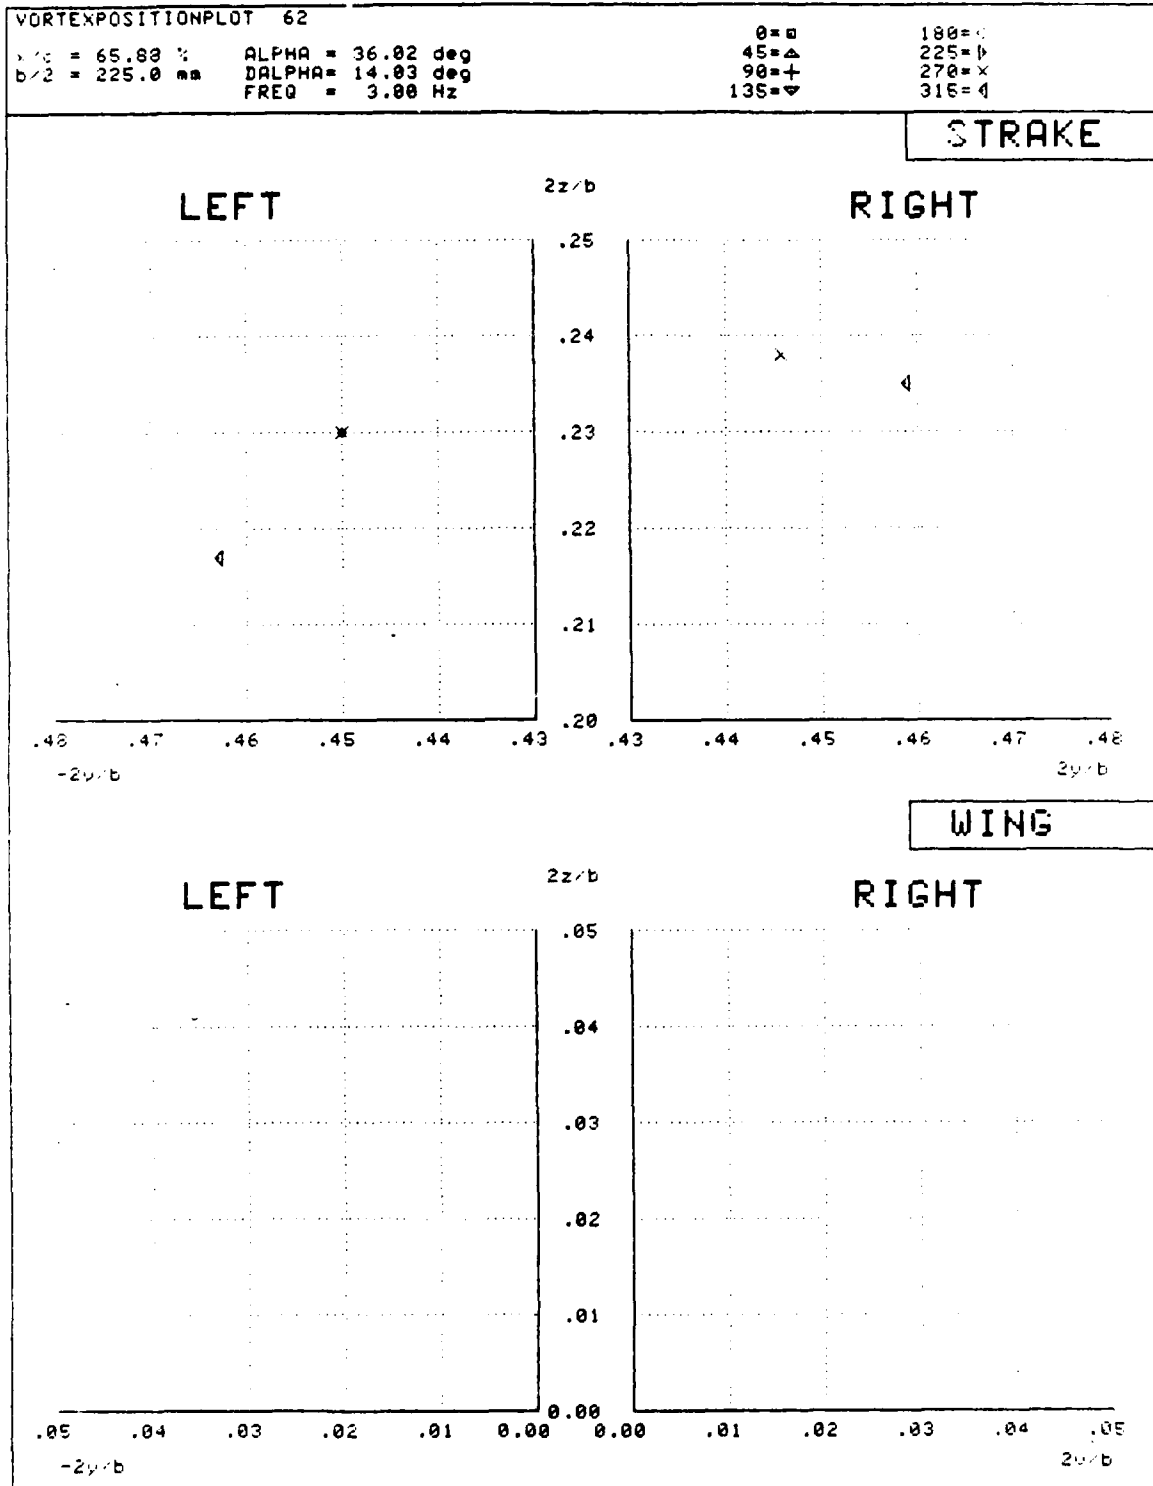 VORTEXPOSITIONPLOT 62
x/c = 65.80 % ALPHA = 36.02 deg 0= 180=
b/2 = 225.0 mm DALPHA= 14.03 deg 45= 225=
FREQ = 3.00 Hz 90=+ 270=×
135= 315=
STRAKE
LEFT 2z/b RIGHT
.25
.24
.23
.22
.21
.20
.48 .47 .46 .45 .44 .43 .43 .44 .45 .46 .47 .48
-2y/b 2y/b
WING
LEFT 2z/b RIGHT
.05
.04
.03
.02
.01
0.00
.05 .04 .03 .02 .01 0.00 0.00 .01 .02 .03 .04 .05
-2y/b 2y/b